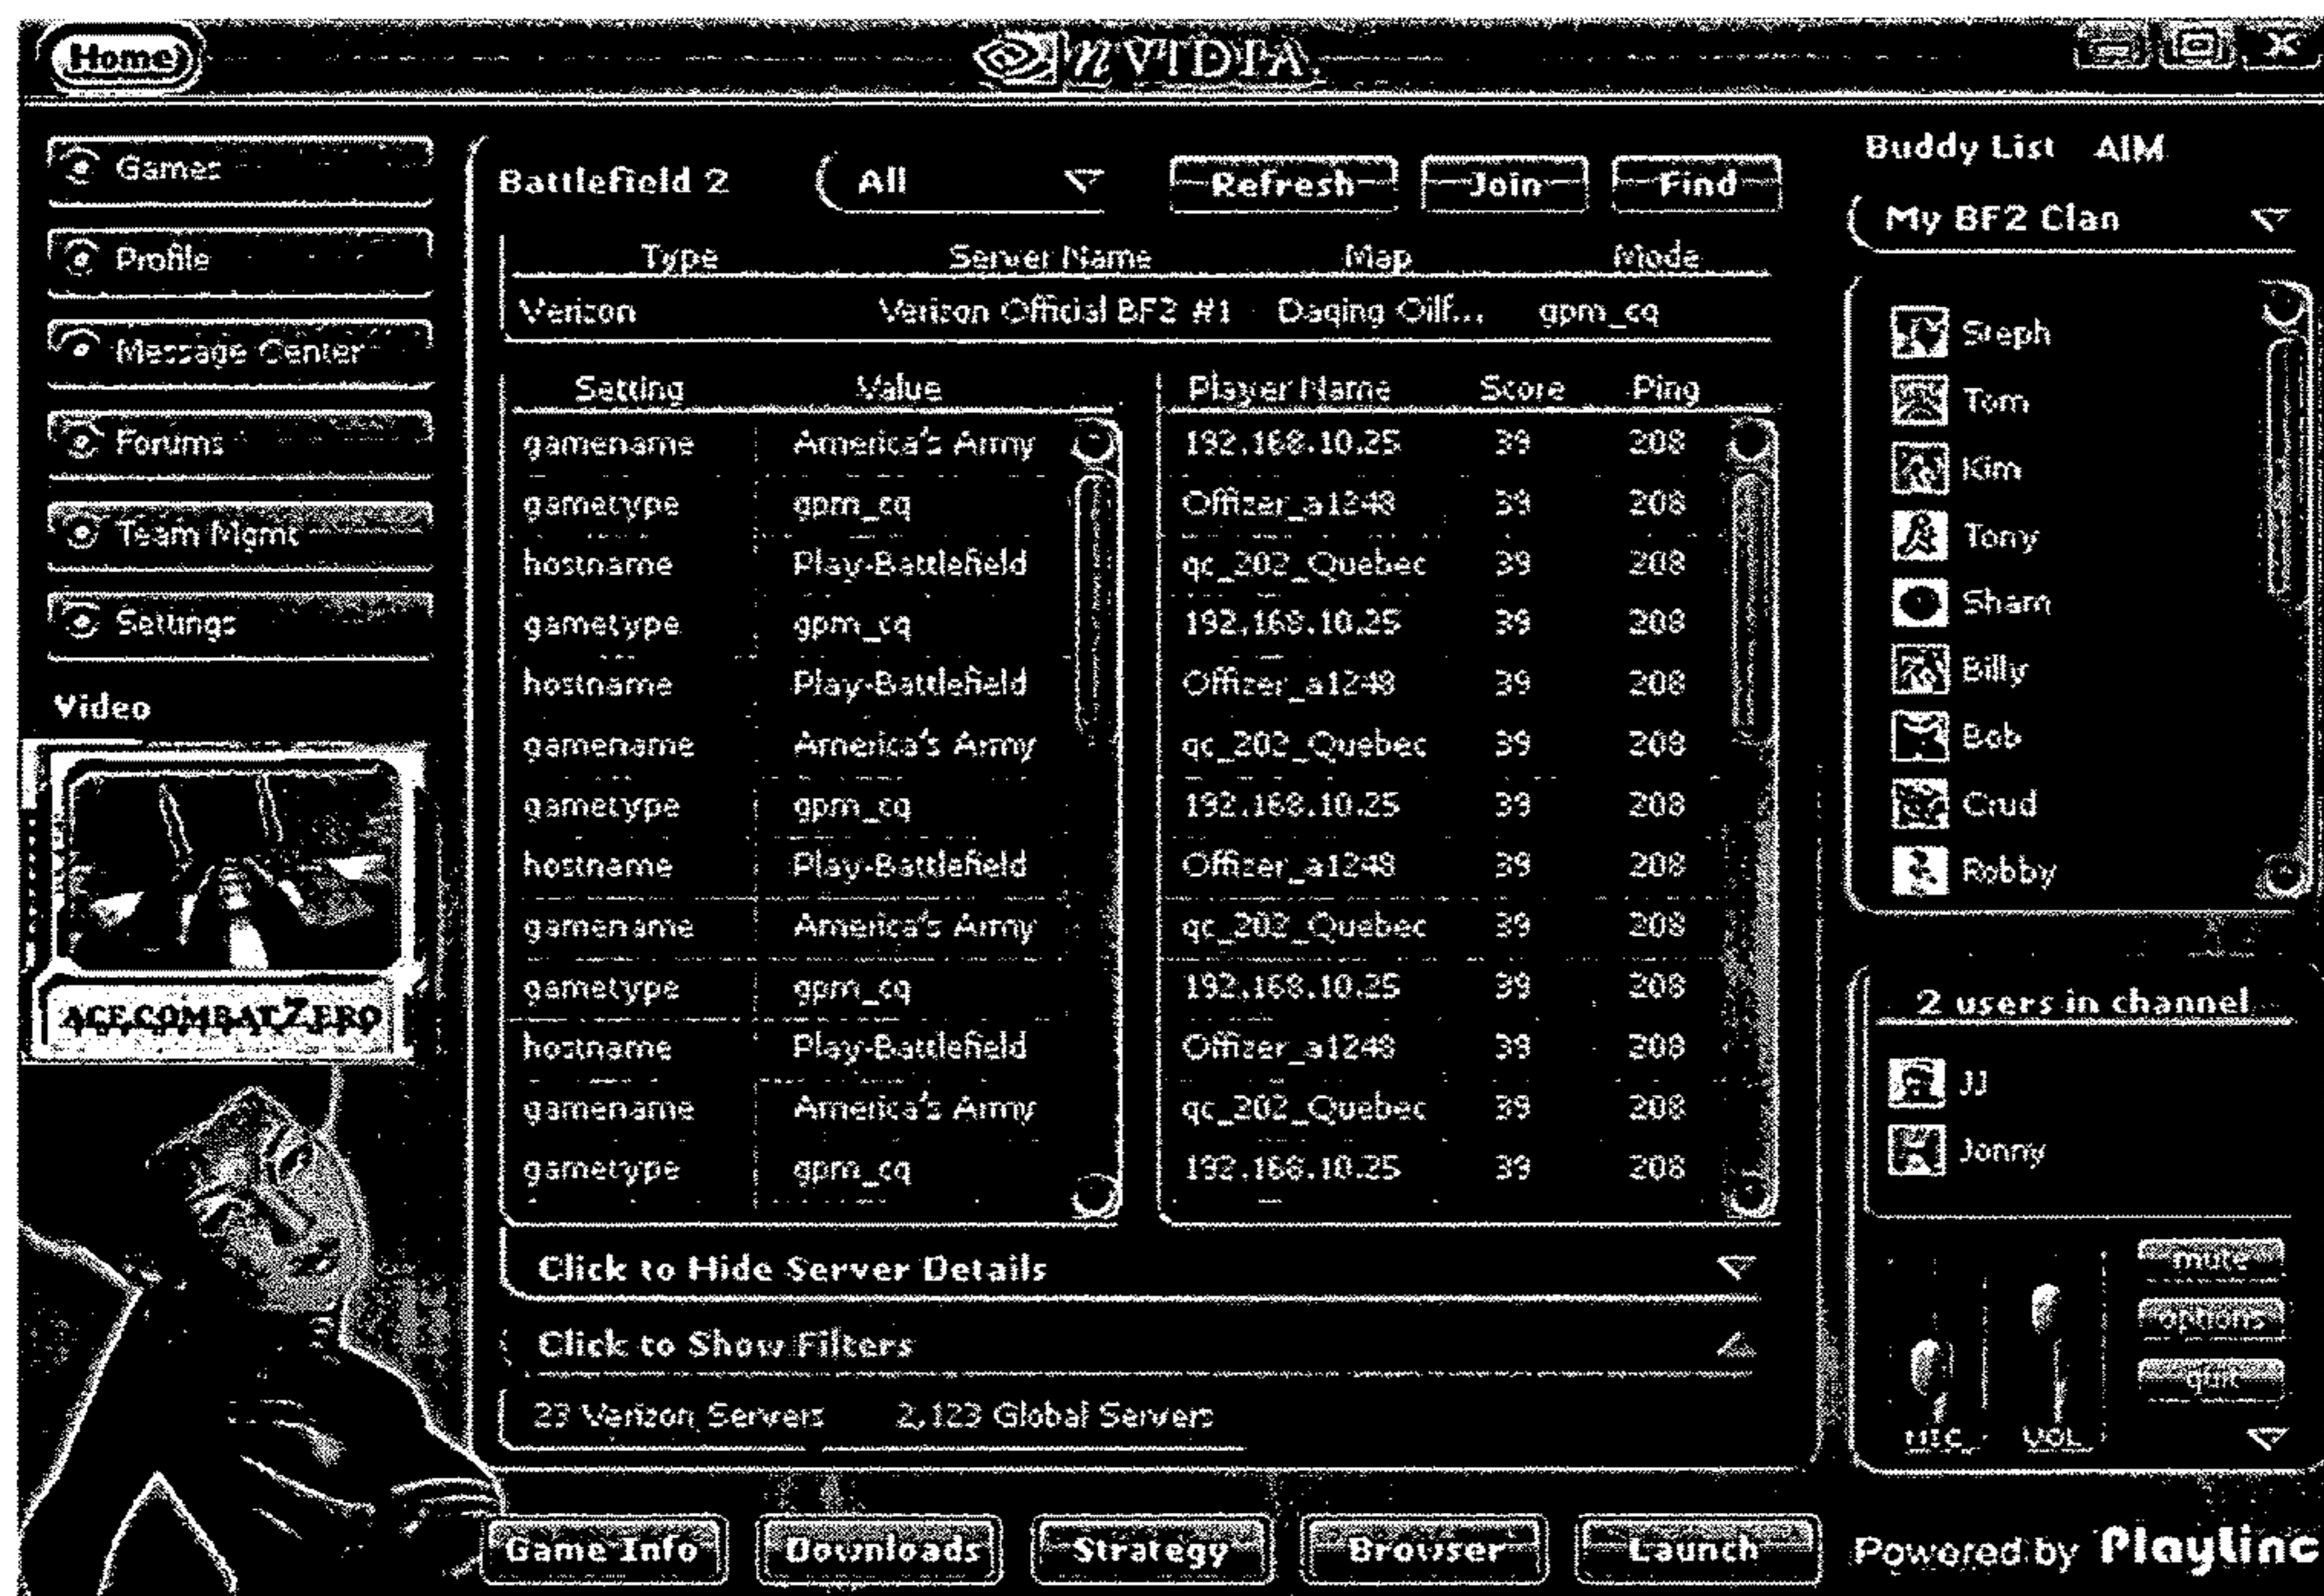 Home
nVIDIA
Games
Profile
Message Center
Forums
Team Mgmt
Settings
Video
ACE COMBAT ZERO
Battlefield 2 All Refresh Join Find
Type Server Name Map Mode
Verizon Verizon Official BF2 #1 Daqing Oilf... gpm_cq
Setting Value
gamename America's Army
gametype gpm_cq
hostname Play-Battlefield
gametype gpm_cq
hostname Play-Battlefield
gamename America's Army
gametype gpm_cq
hostname Play-Battlefield
gamename America's Army
gametype gpm_cq
hostname Play-Battlefield
gamename America's Army
gametype gpm_cq
Player Name Score Ping
192.168.10.25 39 208
Offizer_a1248 39 208
qc_202_Quebec 39 208
192.168.10.25 39 208
Offizer_a1248 39 208
qc_202_Quebec 39 208
192.168.10.25 39 208
Offizer_a1248 39 208
qc_202_Quebec 39 208
192.168.10.25 39 208
Offizer_a1248 39 208
qc_202_Quebec 39 208
192.168.10.25 39 208
Click to Hide Server Details
Click to Show Filters
23 Verizon Servers 2,123 Global Servers
Buddy List AIM
My BF2 Clan
Steph
Tom
Kim
Tony
Sham
Billy
Bob
Crud
Robby
2 users in channel
JJ
Jonny
mute
options
quit
MIC VOL
Game Info Downloads Strategy Browser Launch
Powered by PlayLinc